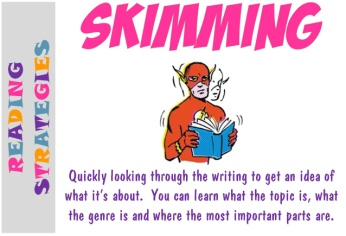 SKIMMING
READING
STRATEGIES
Quickly looking through the writing to get an idea of
what it's about. You can learn what the topic is, what
the genre is and where the most important parts are.